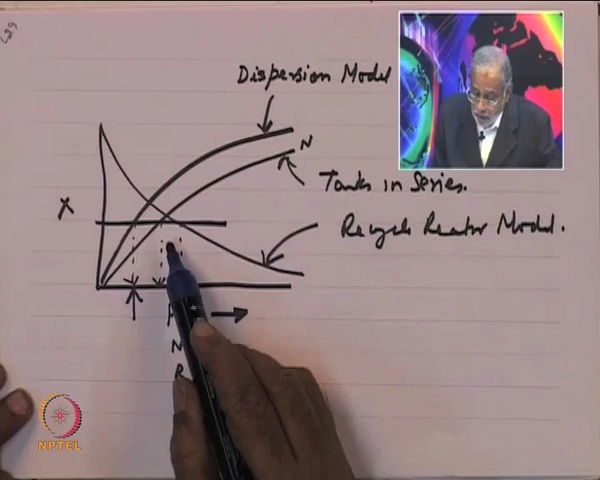 Dispersion Model
N
Tanks in Series.
X
Recycle Reactor Model.
N
R
NPTEL